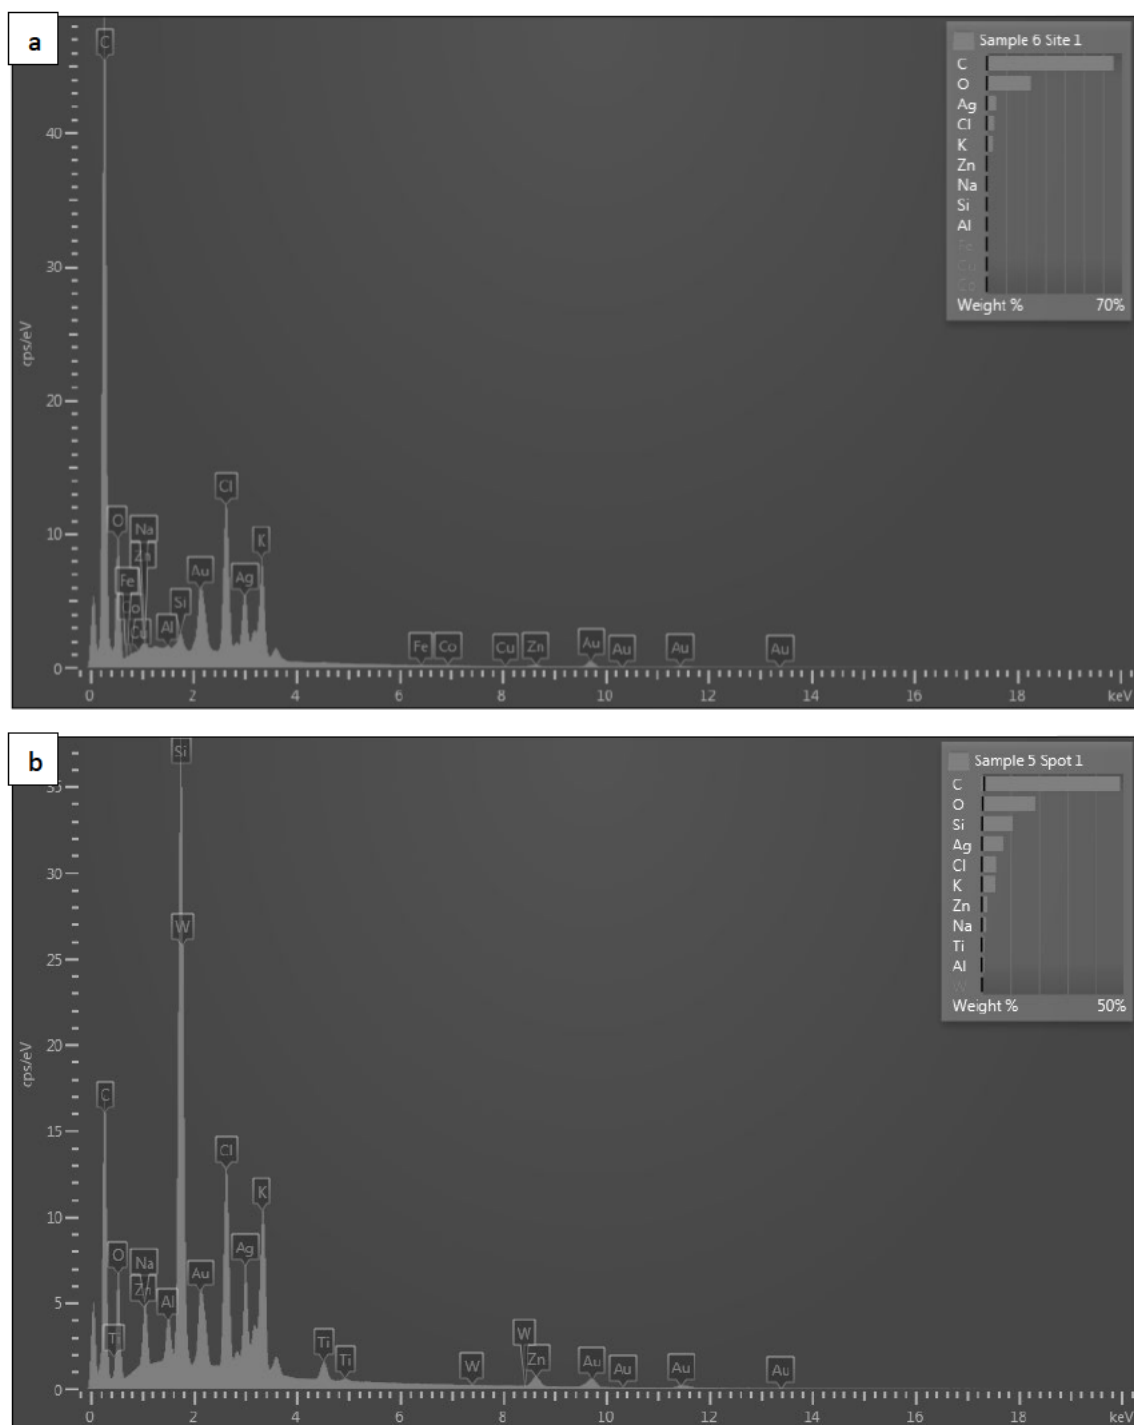 a
Sample 6 Site 1
C
O
Ag
Cl
K
Zn
Na
Si
Al
Fe
Cu
Co
Weight % 70%
C
40
30
cps/eV
20
Cl
O Na K
Zn
10
Fe Au Ag
Co Si
Cu Al
Fe Co Cu Zn Au Au Au Au
0
0 2 4 6 8 10 12 14 16 18 keV
b
Sample 5 Spot 1
C
O
Si
Ag
Cl
K
Zn
Na
Ti
Al
W
Weight % 50%
Si
35
30
W
25
20
cps/eV
C
15
Cl
K
10
O Na Ag
Zn Au
5
Al
Ti Ti Ti W W Zn Au Au Au Au
0
0 2 4 6 8 10 12 14 16 18 keV